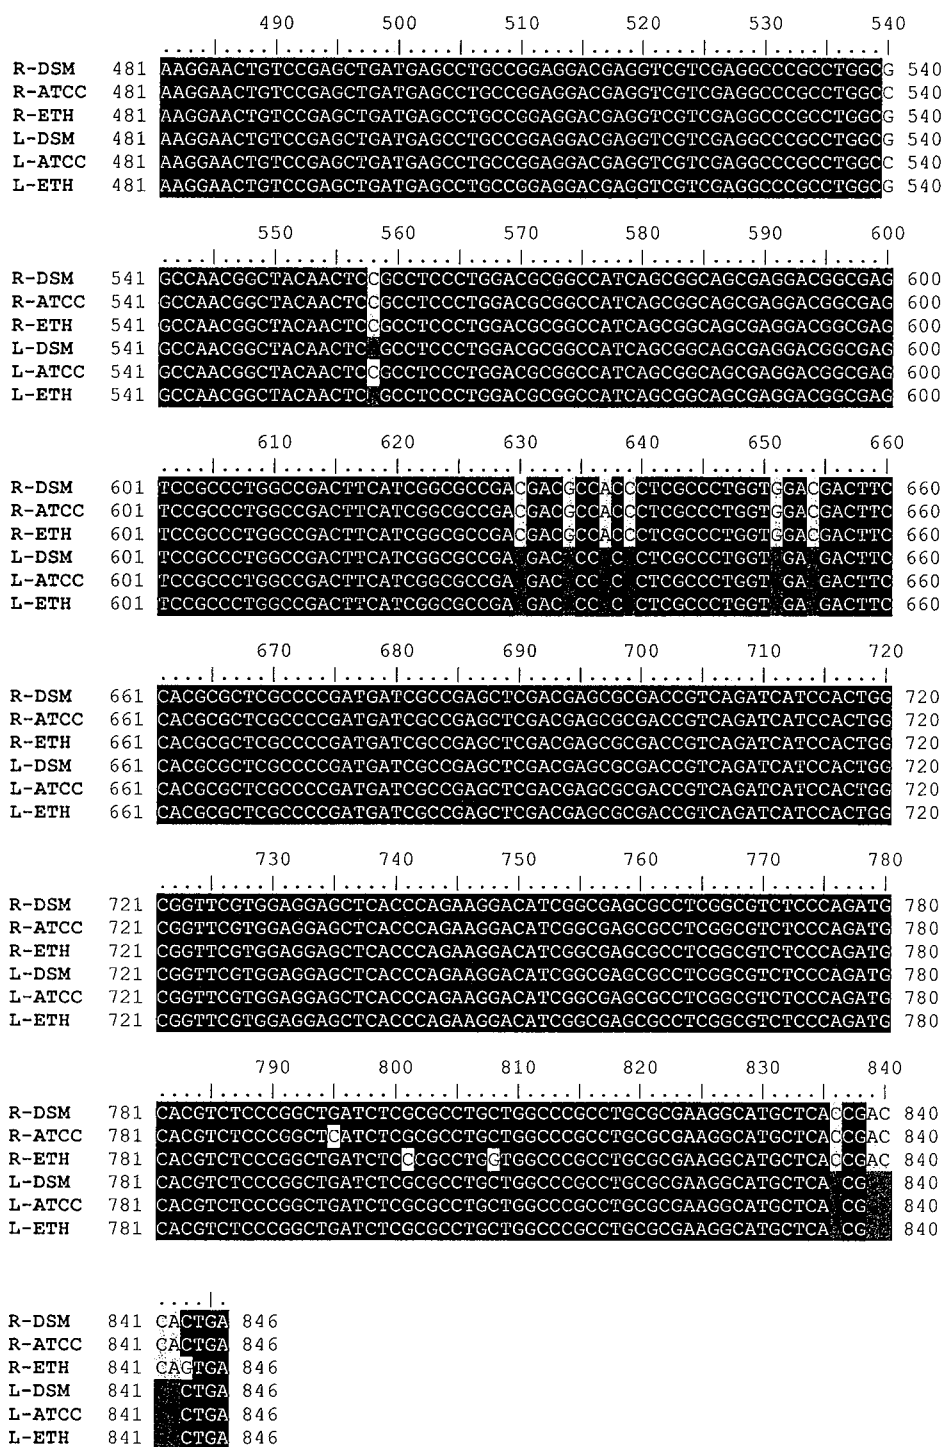 490 500 510 520 530 540
R-DSM 481 AAGGAACTGTCCGAGCTGATGAGCCTGCCGGAGGACGAGGTCGTCGAGGCCCGCCTGGCG 540
R-ATCC 481 AAGGAACTGTCCGAGCTGATGAGCCTGCCGGAGGACGAGGTCGTCGAGGCCCGCCTGGCC 540
R-ETH 481 AAGGAACTGTCCGAGCTGATGAGCCTGCCGGAGGACGAGGTCGTCGAGGCCCGCCTGGCG 540
L-DSM 481 AAGGAACTGTCCGAGCTGATGAGCCTGCCGGAGGACGAGGTCGTCGAGGCCCGCCTGGCG 540
L-ATCC 481 AAGGAACTGTCCGAGCTGATGAGCCTGCCGGAGGACGAGGTCGTCGAGGCCCGCCTGGCC 540
L-ETH 481 AAGGAACTGTCCGAGCTGATGAGCCTGCCGGAGGACGAGGTCGTCGAGGCCCGCCTGGCG 540
550 560 570 580 590 600
R-DSM 541 GCCAACGGCTACAACTCCGCCTCCCTGGACGCGGCCATCAGCGGCAGCGAGGACGGCGAG 600
R-ATCC 541 GCCAACGGCTACAACTCCGCCTCCCTGGACGCGGCCATCAGCGGCAGCGAGGACGGCGAG 600
R-ETH 541 GCCAACGGCTACAACTCCGCCTCCCTGGACGCGGCCATCAGCGGCAGCGAGGACGGCGAG 600
L-DSM 541 GCCAACGGCTACAACTC GCCTCCCTGGACGCGGCCATCAGCGGCAGCGAGGACGGCGAG 600
L-ATCC 541 GCCAACGGCTACAACTCCGCCTCCCTGGACGCGGCCATCAGCGGCAGCGAGGACGGCGAG 600
L-ETH 541 GCCAACGGCTACAACTC GCCTCCCTGGACGCGGCCATCAGCGGCAGCGAGGACGGCGAG 600
610 620 630 640 650 660
R-DSM 601 TCCGCCCTGGCCGACTTCATCGGCGCCGACGACGCCACCCTCGCCCTGGTGGACGACTTC 660
R-ATCC 601 TCCGCCCTGGCCGACTTCATCGGCGCCGACGACGCCACCCTCGCCCTGGTGGACGACTTC 660
R-ETH 601 TCCGCCCTGGCCGACTTCATCGGCGCCGACGACGCCACCCTCGCCCTGGTGGACGACTTC 660
L-DSM 601 TCCGCCCTGGCCGACTTCATCGGCGCCGA GAC CC C CTCGCCCTGGT GA GACTTC 660
L-ATCC 601 TCCGCCCTGGCCGACTTCATCGGCGCCGA GAC CC C CTCGCCCTGGT GA GACTTC 660
L-ETH 601 TCCGCCCTGGCCGACTTCATCGGCGCCGA GAC CC C CTCGCCCTGGT GA GACTTC 660
670 680 690 700 710 720
R-DSM 661 CACGCGCTCGCCCCGATGATCGCCGAGCTCGACGAGCGCGACCGTCAGATCATCCACTGG 720
R-ATCC 661 CACGCGCTCGCCCCGATGATCGCCGAGCTCGACGAGCGCGACCGTCAGATCATCCACTGG 720
R-ETH 661 CACGCGCTCGCCCCGATGATCGCCGAGCTCGACGAGCGCGACCGTCAGATCATCCACTGG 720
L-DSM 661 CACGCGCTCGCCCCGATGATCGCCGAGCTCGACGAGCGCGACCGTCAGATCATCCACTGG 720
L-ATCC 661 CACGCGCTCGCCCCGATGATCGCCGAGCTCGACGAGCGCGACCGTCAGATCATCCACTGG 720
L-ETH 661 CACGCGCTCGCCCCGATGATCGCCGAGCTCGACGAGCGCGACCGTCAGATCATCCACTGG 720
730 740 750 760 770 780
R-DSM 721 CGGTTCGTGGAGGAGCTCACCCAGAAGGACATCGGCGAGCGCCTCGGCGTCTCCCAGATG 780
R-ATCC 721 CGGTTCGTGGAGGAGCTCACCCAGAAGGACATCGGCGAGCGCCTCGGCGTCTCCCAGATG 780
R-ETH 721 CGGTTCGTGGAGGAGCTCACCCAGAAGGACATCGGCGAGCGCCTCGGCGTCTCCCAGATG 780
L-DSM 721 CGGTTCGTGGAGGAGCTCACCCAGAAGGACATCGGCGAGCGCCTCGGCGTCTCCCAGATG 780
L-ATCC 721 CGGTTCGTGGAGGAGCTCACCCAGAAGGACATCGGCGAGCGCCTCGGCGTCTCCCAGATG 780
L-ETH 721 CGGTTCGTGGAGGAGCTCACCCAGAAGGACATCGGCGAGCGCCTCGGCGTCTCCCAGATG 780
790 800 810 820 830 840
R-DSM 781 CACGTCTCCCGGCTGATCTCGCGCCTGCTGGCCCGCCTGCGCGAAGGCATGCTCACCGAC 840
R-ATCC 781 CACGTCTCCCGGCTCATCTCGCGCCTGCTGGCCCGCCTGCGCGAAGGCATGCTCACCGAC 840
R-ETH 781 CACGTCTCCCGGCTGATCTCCCGCCTGGTGGCCCGCCTGCGCGAAGGCATGCTCACCGAC 840
L-DSM 781 CACGTCTCCCGGCTGATCTCGCGCCTGCTGGCCCGCCTGCGCGAAGGCATGCTCA CG 840
L-ATCC 781 CACGTCTCCCGGCTGATCTCGCGCCTGCTGGCCCGCCTGCGCGAAGGCATGCTCA CG 840
L-ETH 781 CACGTCTCCCGGCTGATCTCGCGCCTGCTGGCCCGCCTGCGCGAAGGCATGCTCA CG 840
R-DSM 841 CACTGA 846
R-ATCC 841 CACTGA 846
R-ETH 841 CAGTGA 846
L-DSM 841 CTGA 846
L-ATCC 841 CTGA 846
L-ETH 841 CTGA 846